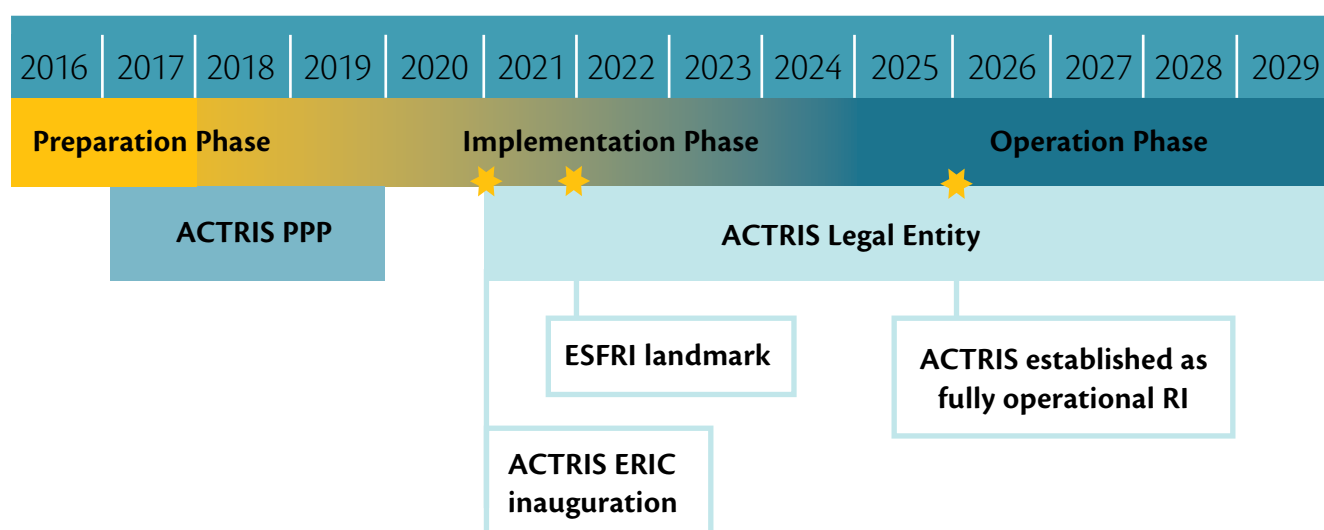 2016 2017 2018 2019 2020 2021 2022 2023 2024 2025 2026 2027 2028 2029
Preparation Phase Implementation Phase Operation Phase
ACTRIS PPP ACTRIS Legal Entity
ESFRI landmark
ACTRIS established as
fully operational RI
ACTRIS ERIC
inauguration